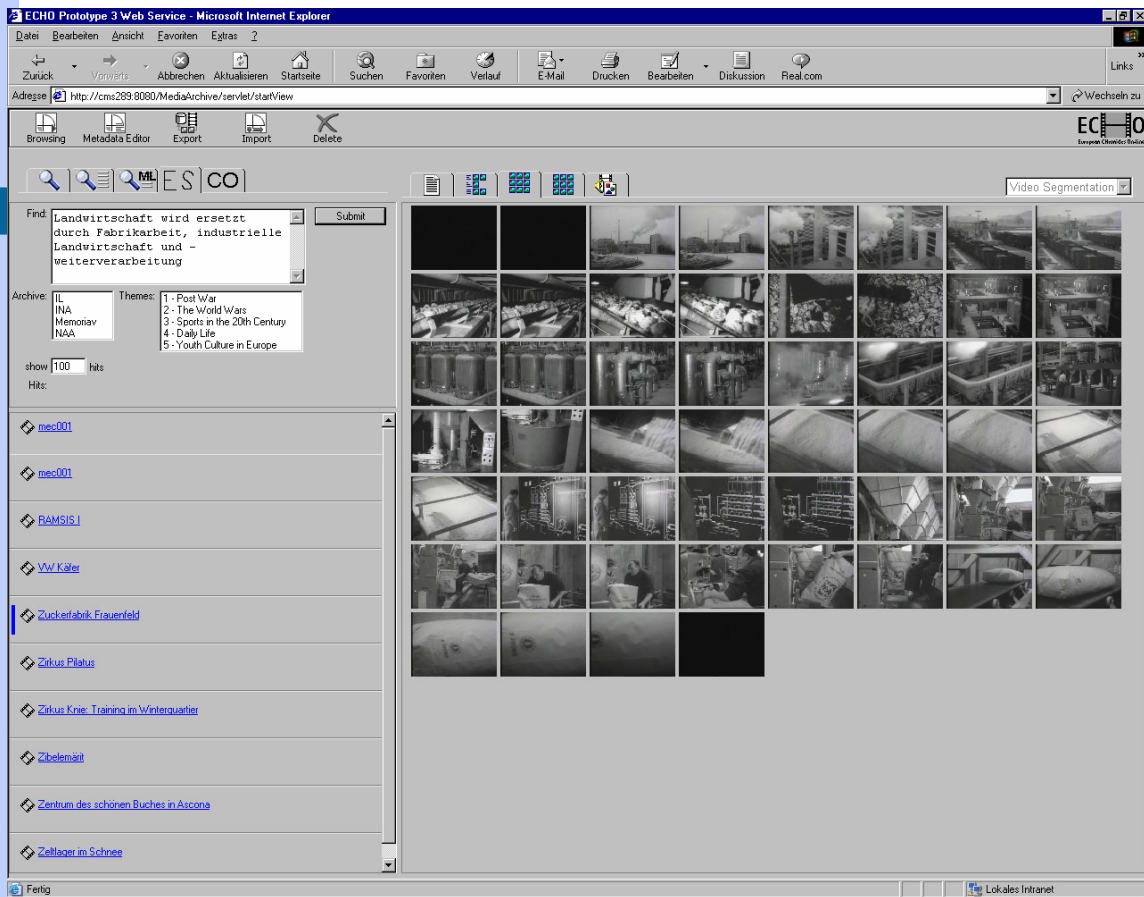 ECHO Prototype 3 Web Service - Microsoft Internet Explorer
Datei Bearbeiten Ansicht Favoriten Extras ?
Zurück Vorwärts Abbrechen Aktualisieren Startseite Suchen Favoriten Verlauf E-Mail Drucken Bearbeiten Diskussion Real.com Links »
Adresse http://cms289:8080/MediaArchive/servlet/startView Wechseln zu
Browsing Metadata Editor Export Import Delete
ECHO
European Chronicles On-line
ML ES CO
Video Segmentation
Find: Landwirtschaft wird ersetzt
durch Fabrikarbeit, industrielle
Landwirtschaft und -
weiterverarbeitung
Submit
Archive: IL
INA
Memoriav
NAA
Themes: 1 - Post War
2 - The World Wars
3 - Sports in the 20th Century
4 - Daily Life
5 - Youth Culture in Europe
show 100 hits
Hits:
mec001
mec001
RAMSIS I
VW Käfer
Zuckerfabrik Frauenfeld
Zirkus Pilatus
Zirkus Knie: Training im Winterquartier
Zibelemärit
Zentrum des schönen Buches in Ascona
Zeltlager im Schnee
Fertig
Lokales Intranet